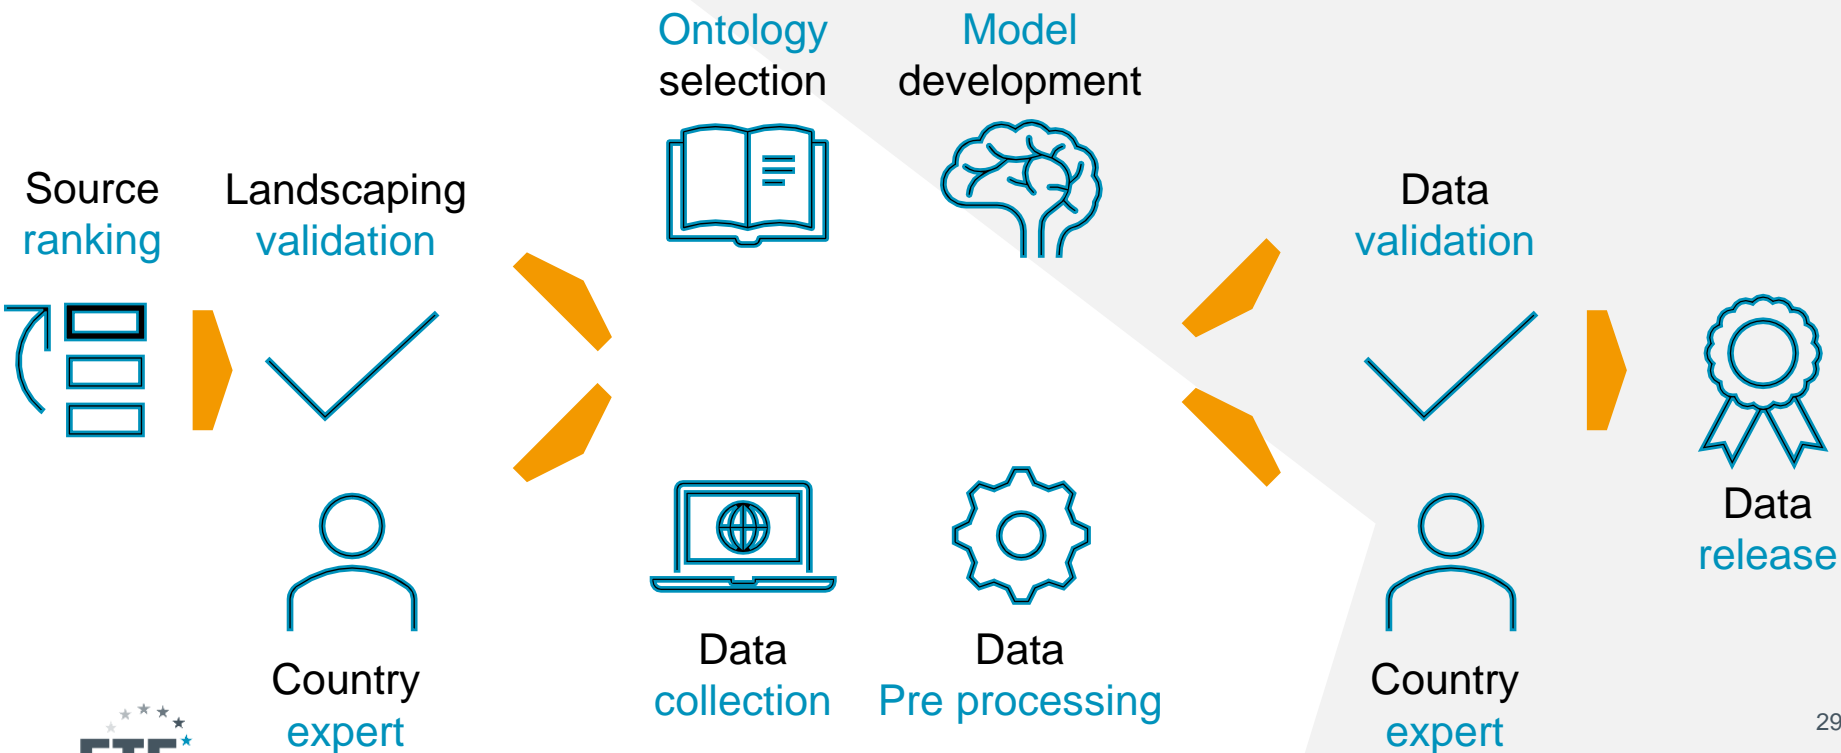 Source
ranking
Landscaping
validation
Country
expert
Ontology
selection
Model
development
Data
collection
Data
Pre processing
Data
validation
Country
expert
Data
release
ETF
29